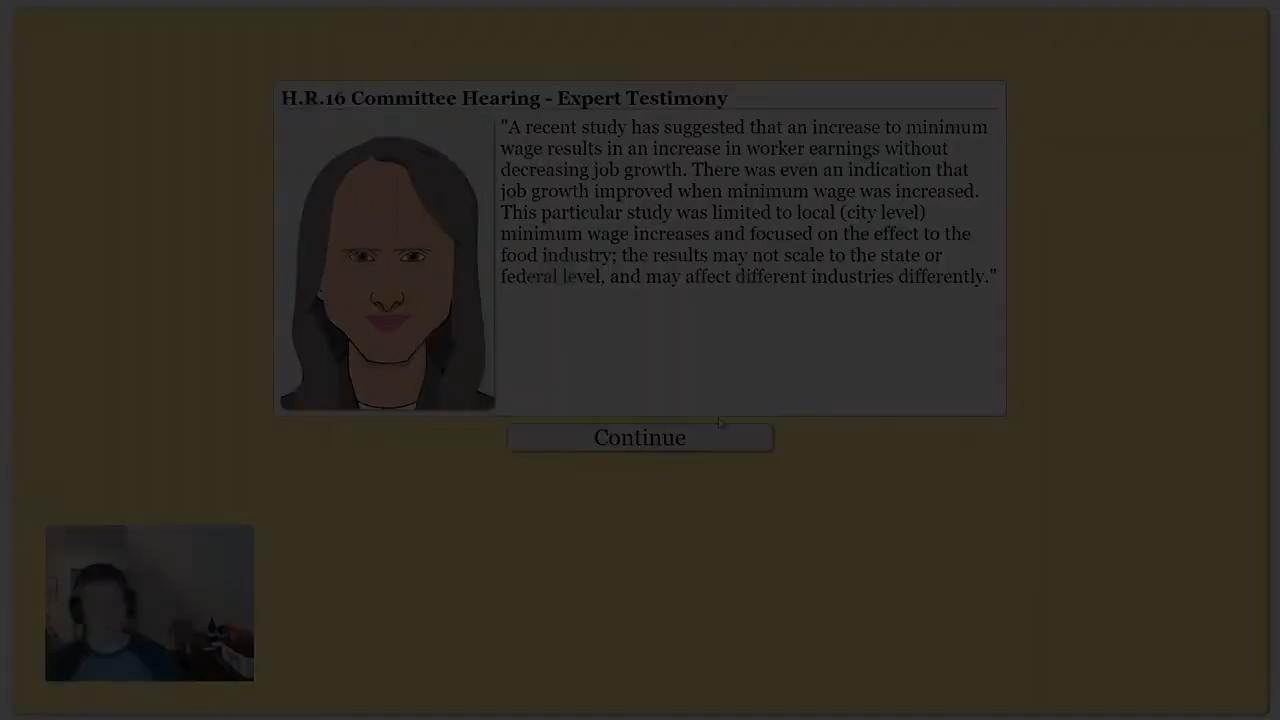 H.R.16 Committee Hearing - Expert Testimony
"A recent study has suggested that an increase to minimum
wage results in an increase in worker earnings without
decreasing job growth. There was even an indication that
job growth improved when minimum wage was increased.
This particular study was limited to local (city level)
minimum wage increases and focused on the effect to the
food industry; the results may not scale to the state or
federal level, and may affect different industries differently."
Continue